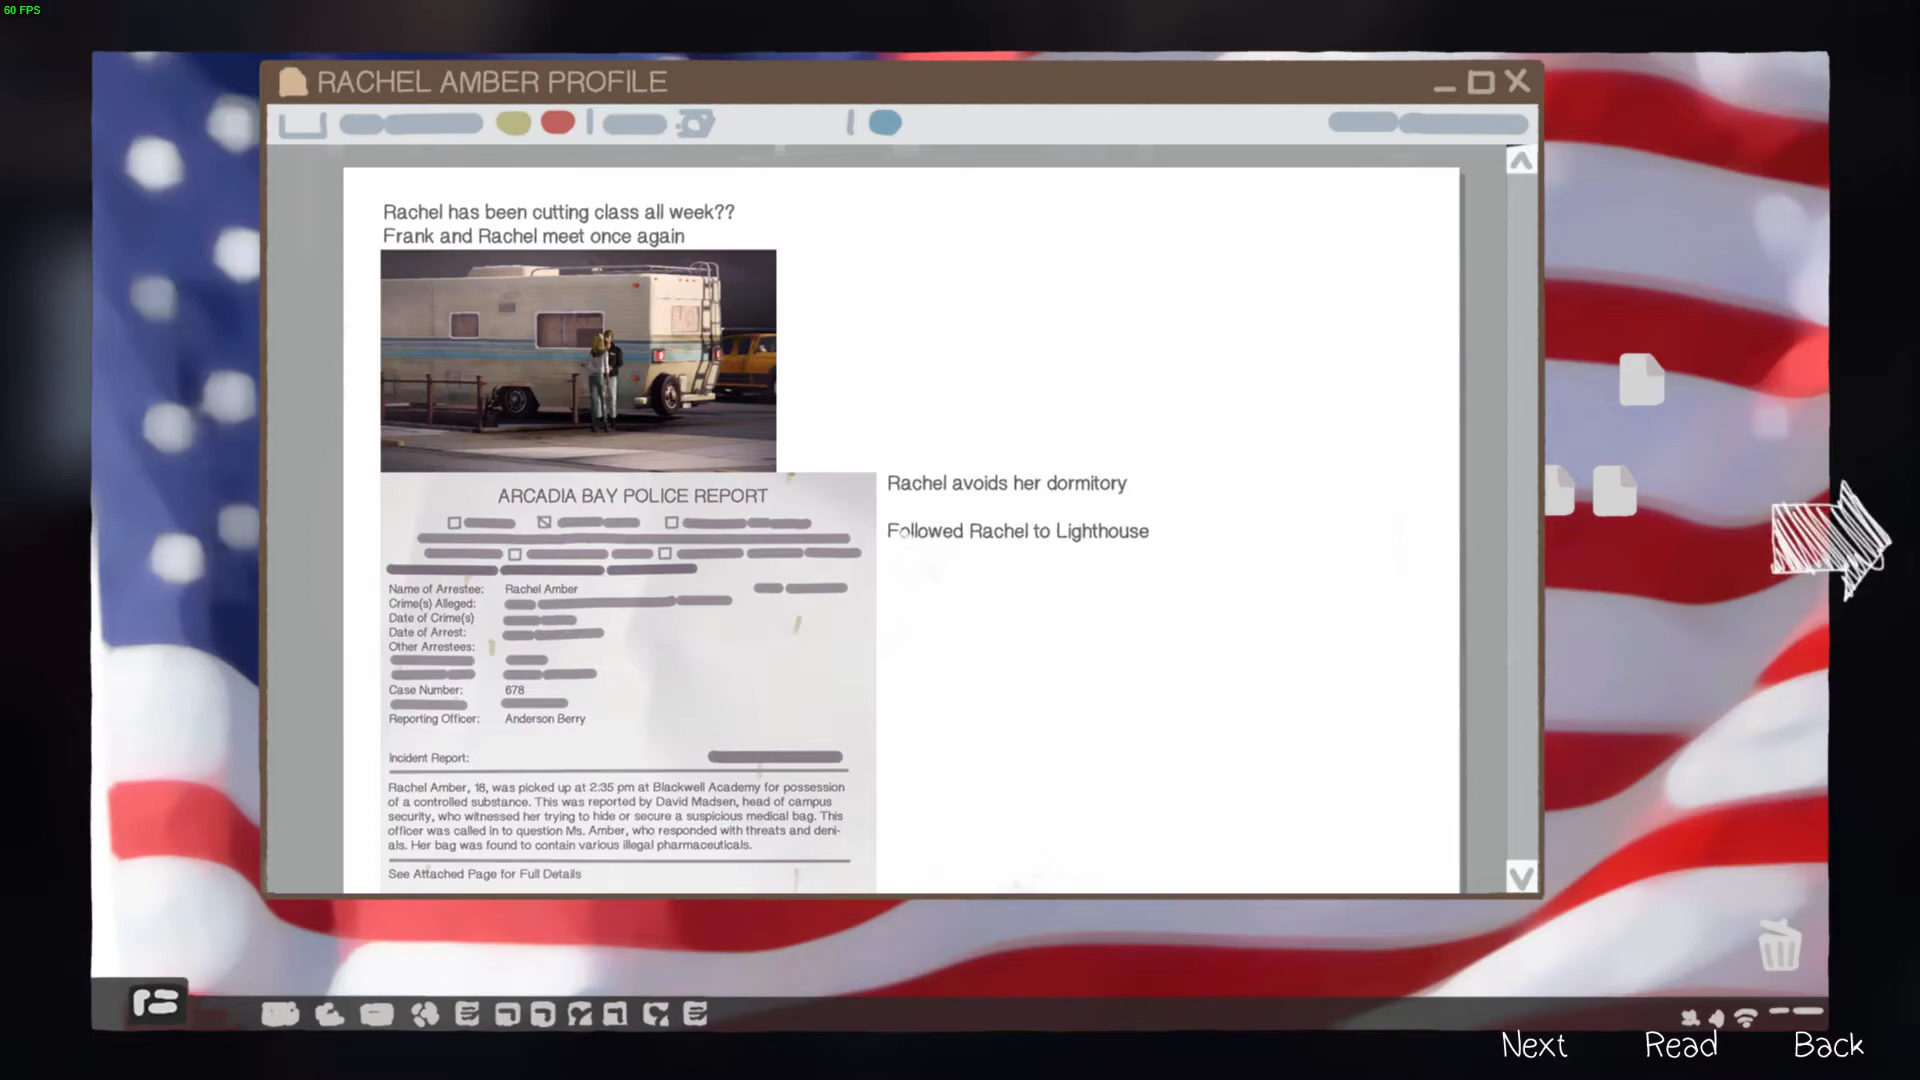 60 FPS
RACHEL AMBER PROFILE
Rachel has been cutting class all week??
Frank and Rachel meet once again
Rachel avoids her dormitory
Followed Rachel to Lighthouse
ARCADIA BAY POLICE REPORT
Name of Arrestee: Rachel Amber
Crime(s) Alleged:
Date of Crime(s)
Date of Arrest:
Other Arrestees:
Case Number: 678
Reporting Officer: Anderson Berry
Incident Report:
Rachel Amber, 18, was picked up at 2:35 pm at Blackwell Academy for possession
of a controlled substance. This was reported by David Madsen, head of campus
security, who witnessed her trying to hide or secure a suspicious medical bag. This
officer was called in to question Ms. Amber, who responded with threats and deni-
als. Her bag was found to contain various illegal pharmaceuticals.
See Attached Page for Full Details
Next Read Back